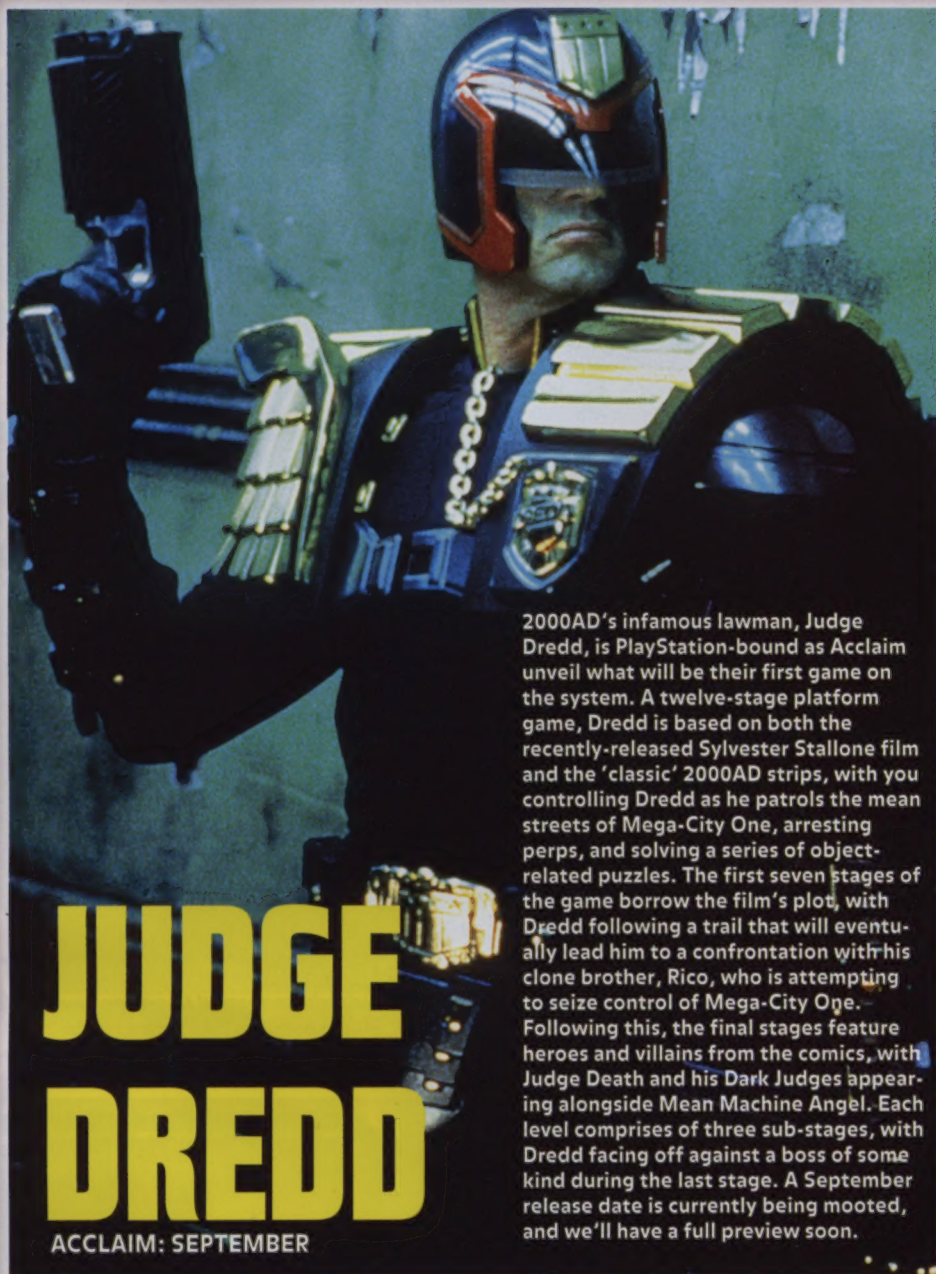 2000AD's infamous lawman, Judge
Dredd, is PlayStation-bound as Acclaim
unveil what will be their first game on
the system. A twelve-stage platform
game, Dredd is based on both the
recently-released Sylvester Stallone film
and the 'classic' 2000AD strips, with you
controlling Dredd as he patrols the mean
streets of Mega-City One, arresting
perps, and solving a series of object-
related puzzles. The first seven stages of
the game borrow the film's plot, with
Dredd following a trail that will eventu-
ally lead him to a confrontation with his
clone brother, Rico, who is attempting
to seize control of Mega-City One.
Following this, the final stages feature
heroes and villains from the comics, with
Judge Death and his Dark Judges appear-
ing alongside Mean Machine Angel. Each
level comprises of three sub-stages, with
Dredd facing off against a boss of some
kind during the last stage. A September
release date is currently being mooted,
and we'll have a full preview soon.
JUDGE
DREDD
ACCLAIM: SEPTEMBER